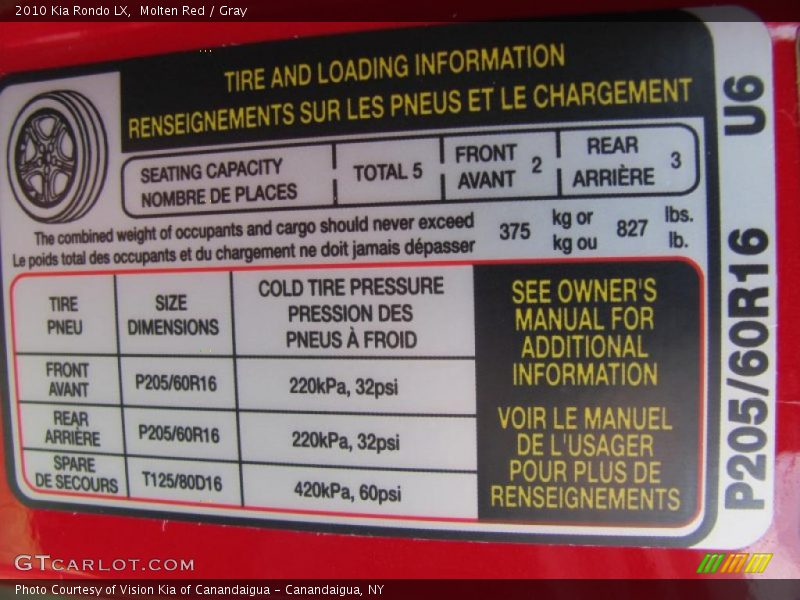 2010 Kia Rondo LX,  Molten Red / Gray
TIRE AND LOADING INFORMATION
RENSEIGNEMENTS SUR LES PNEUS ET LE CHARGEMENT
SEATING CAPACITY
NOMBRE DE PLACES
TOTAL 5
FRONT
AVANT
2
REAR
ARRIÈRE
3
The combined weight of occupants and cargo should never exceed
Le poids total des occupants et du chargement ne doit jamais dépasser
375
kg or
kg ou
827
lbs.
lb.
TIRE
PNEU
SIZE
DIMENSIONS
COLD TIRE PRESSURE
PRESSION DES
PNEUS À FROID
FRONT
AVANT
P205/60R16
220kPa, 32psi
REAR
ARRIÈRE
P205/60R16
220kPa, 32psi
SPARE
DE SECOURS
T125/80D16
420kPa, 60psi
SEE OWNER'S
MANUAL FOR
ADDITIONAL
INFORMATION
VOIR LE MANUEL
DE L'USAGER
POUR PLUS DE
RENSEIGNEMENTS
P205/60R16 U6
GTCARLOT.COM
Photo Courtesy of Vision Kia of Canandaigua - Canandaigua, NY